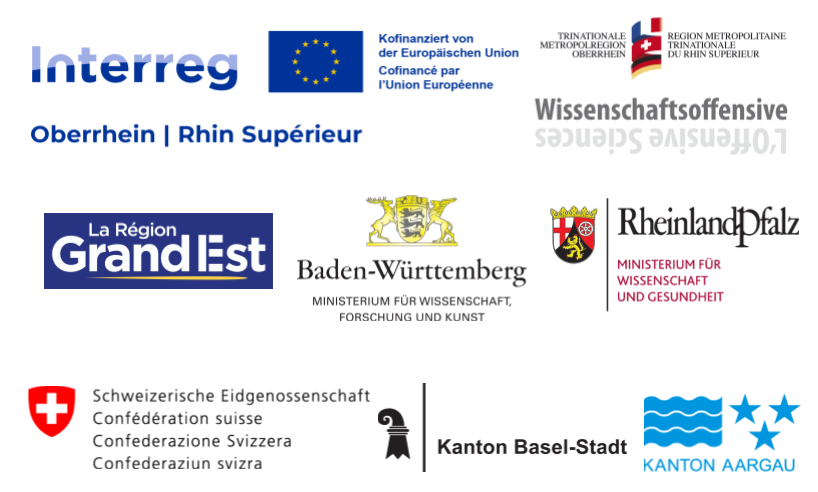 Interreg
Kofinanziert von
der Europäischen Union
Cofinancé par
l'Union Européenne
Oberrhein | Rhin Supérieur
TRINATIONALE
METROPOLREGION
OBERRHEIN
REGION METROPOLITAINE
TRINATIONALE
DU RHIN SUPERIEUR
Wissenschaftsoffensive
L'Offensive Sciences
La Région
Grand Est
Baden-Württemberg
MINISTERIUM FÜR WISSENSCHAFT,
FORSCHUNG UND KUNST
RheinlandPfalz
MINISTERIUM FÜR
WISSENSCHAFT
UND GESUNDHEIT
Schweizerische Eidgenossenschaft
Confédération suisse
Confederazione Svizzera
Confederaziun svizra
Kanton Basel-Stadt
KANTON AARGAU